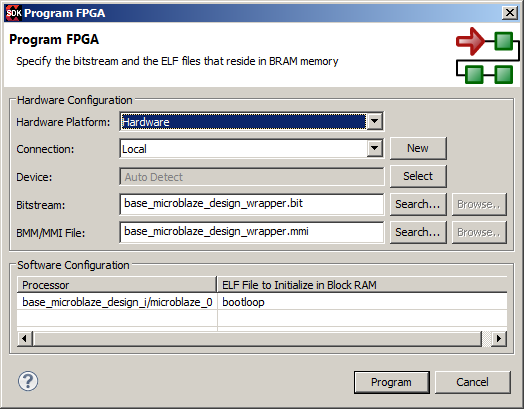 SDK Program FPGA
Program FPGA
Specify the bitstream and the ELF files that reside in BRAM memory
Hardware Configuration
Hardware Platform: Hardware
Connection: Local New
Device: Auto Detect Select
Bitstream: base_microblaze_design_wrapper.bit Search... Browse..
BMM/MMI File: base_microblaze_design_wrapper.mmi Search... Browse..
Software Configuration
Processor ELF File to Initialize in Block RAM
base_microblaze_design_i/microblaze_0 bootloop
? Program Cancel